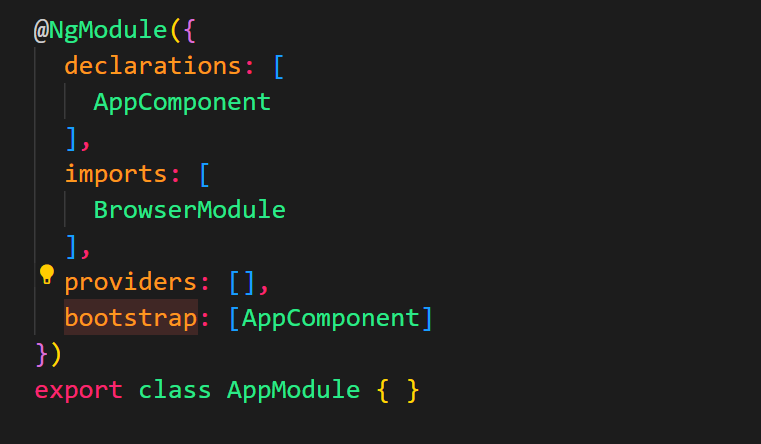 @NgModule({
  declarations: [
    AppComponent
  ],
  imports: [
    BrowserModule
  ],
  providers: [],
  bootstrap: [AppComponent]
})
export class AppModule { }